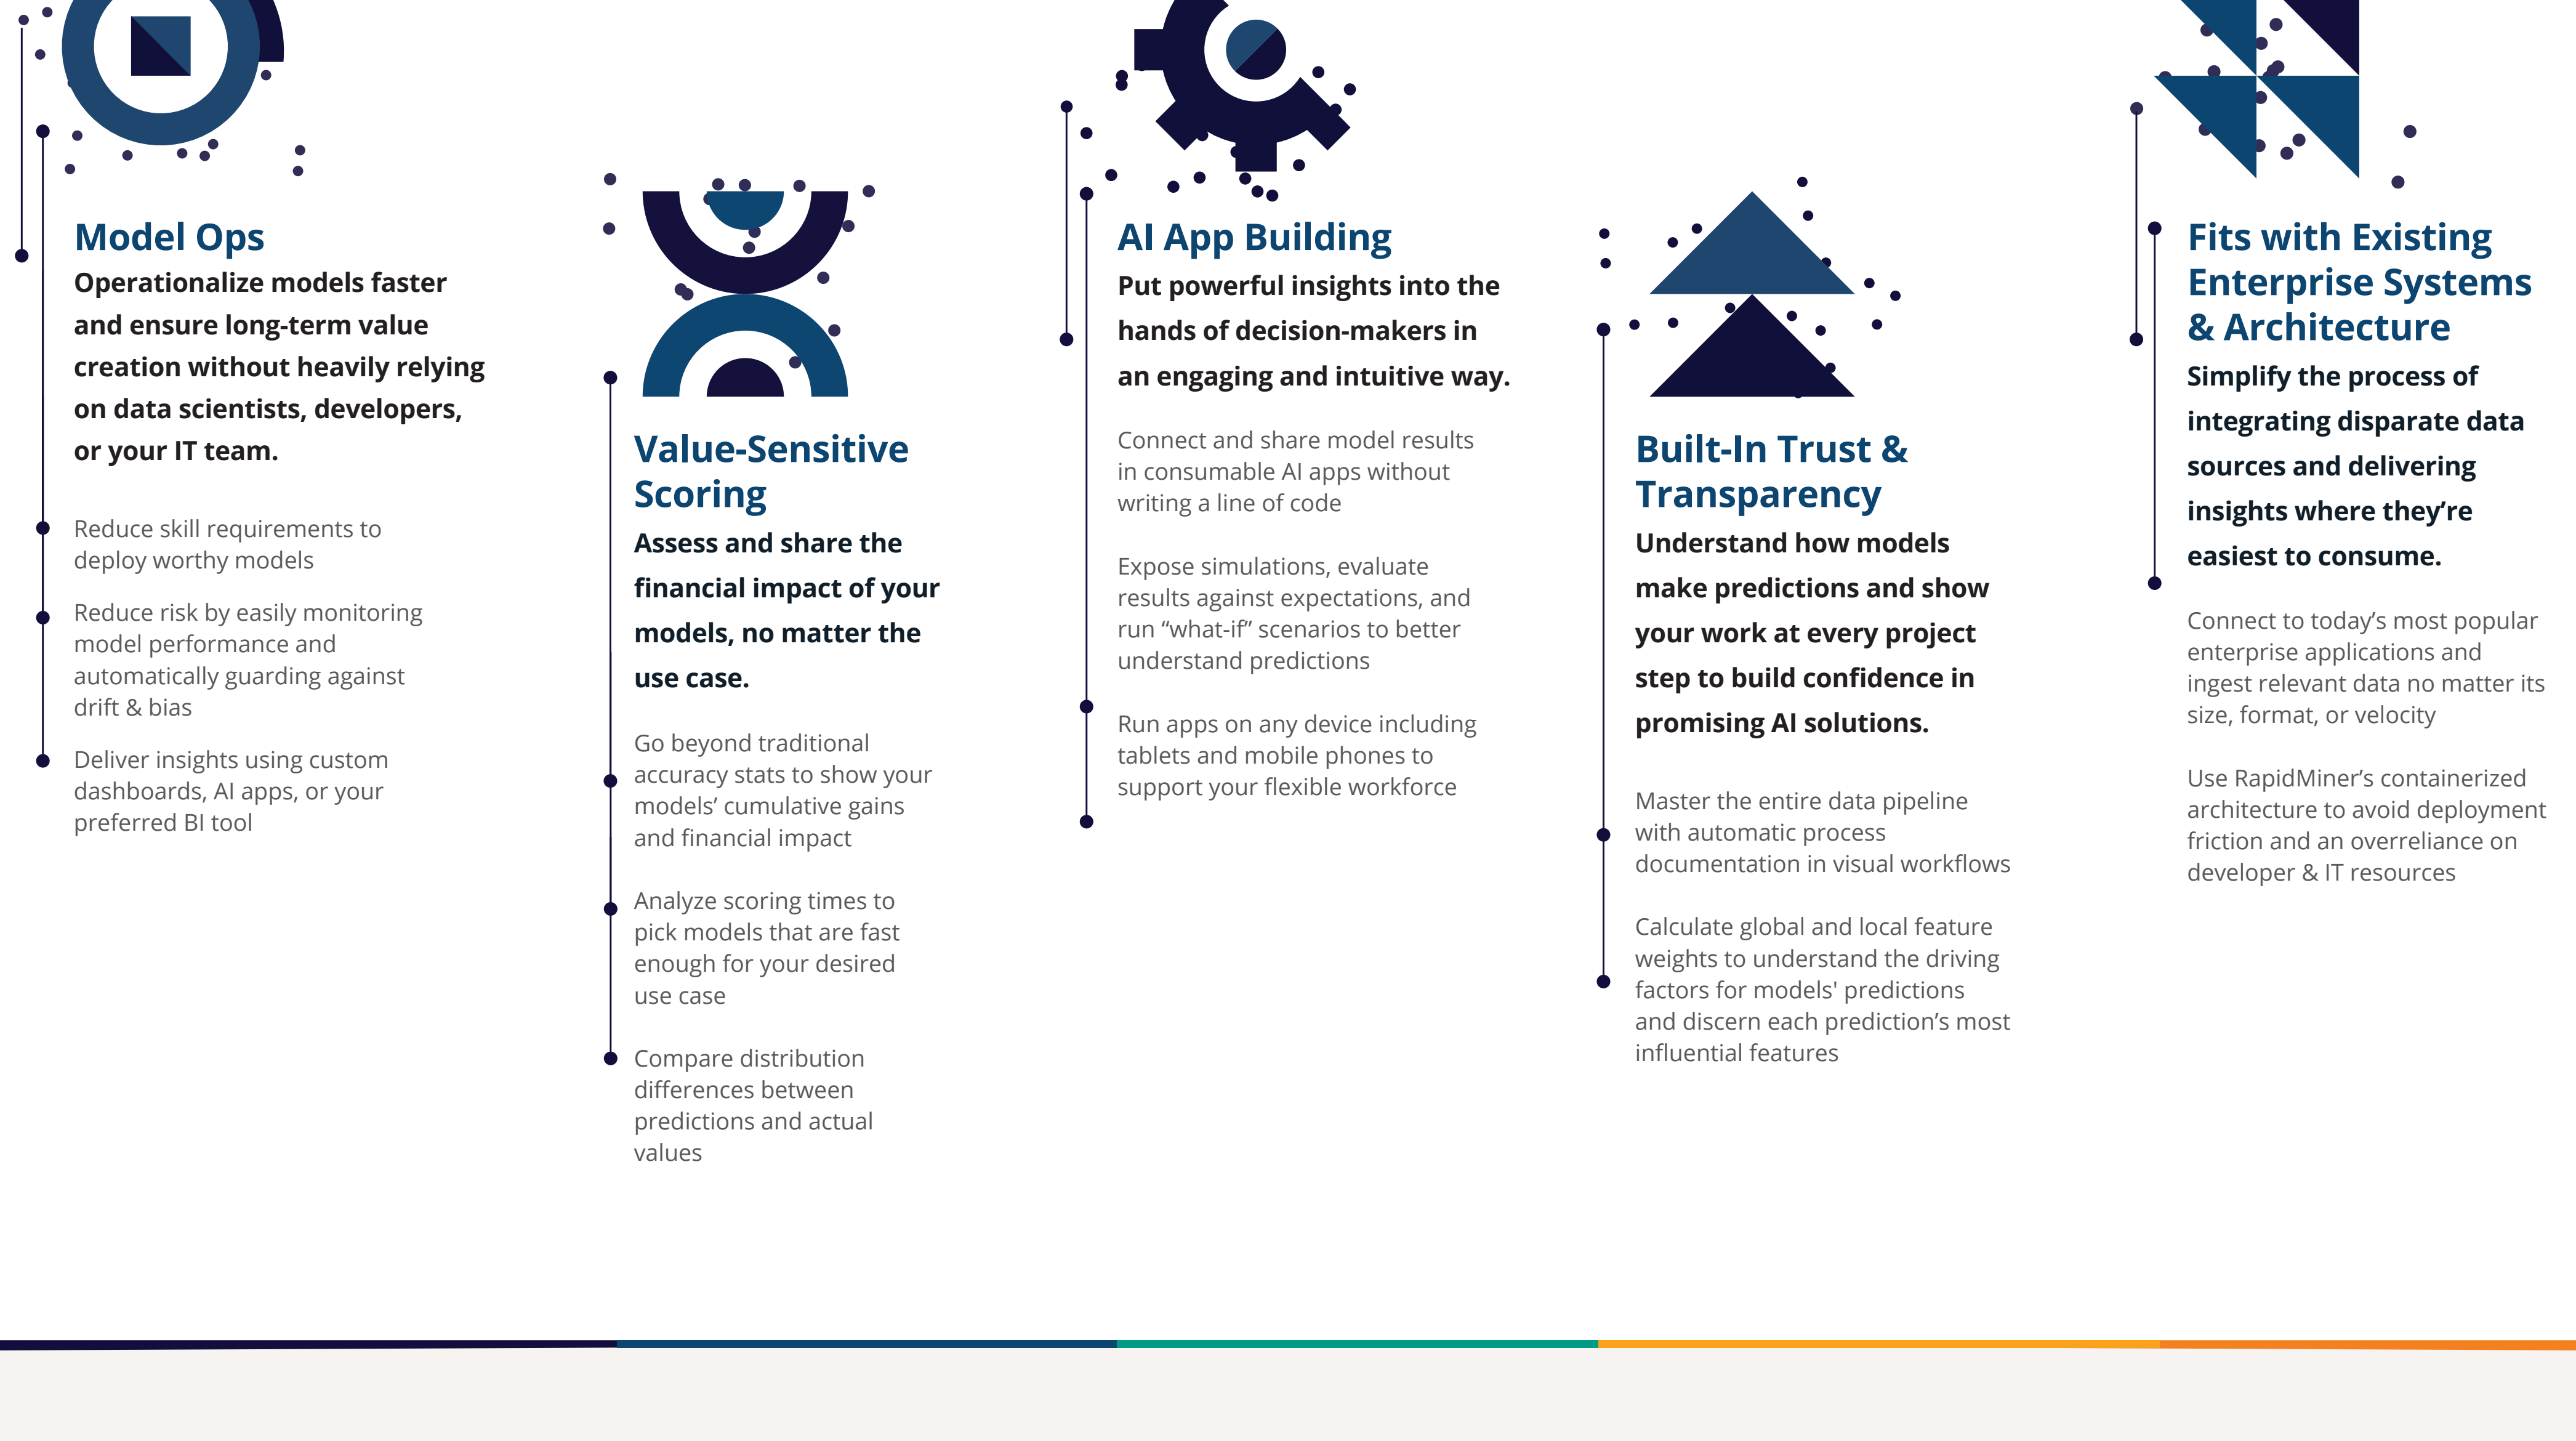 Model Ops
Operationalize models faster
and ensure long-term value
creation without heavily relying
on data scientists, developers,
or your IT team.
Reduce skill requirements to
deploy worthy models
Reduce risk by easily monitoring
model performance and
automatically guarding against
drift & bias
Deliver insights using custom
dashboards, AI apps, or your
preferred BI tool
Value-Sensitive
Scoring
Assess and share the
financial impact of your
models, no matter the
use case.
Go beyond traditional
accuracy stats to show your
models’ cumulative gains
and financial impact
Analyze scoring times to
pick models that are fast
enough for your desired
use case
Compare distribution
differences between
predictions and actual
values
AI App Building
Put powerful insights into the
hands of decision-makers in
an engaging and intuitive way.
Connect and share model results
in consumable AI apps without
writing a line of code
Expose simulations, evaluate
results against expectations, and
run “what-if” scenarios to better
understand predictions
Run apps on any device including
tablets and mobile phones to
support your flexible workforce
Built-In Trust &
Transparency
Understand how models
make predictions and show
your work at every project
step to build confidence in
promising AI solutions.
Master the entire data pipeline
with automatic process
documentation in visual workflows
Calculate global and local feature
weights to understand the driving
factors for models' predictions
and discern each prediction’s most
influential features
Fits with Existing
Enterprise Systems
& Architecture
Simplify the process of
integrating disparate data
sources and delivering
insights where they’re
easiest to consume.
Connect to today’s most popular
enterprise applications and
ingest relevant data no matter its
size, format, or velocity
Use RapidMiner’s containerized
architecture to avoid deployment
friction and an overreliance on
developer & IT resources